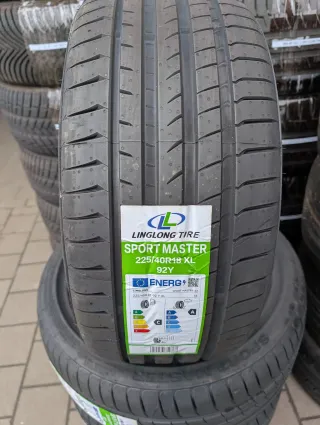 LINGLONG TIRE
SPORT MASTER
225/40R18 XL
92Y
ENERG
C
A